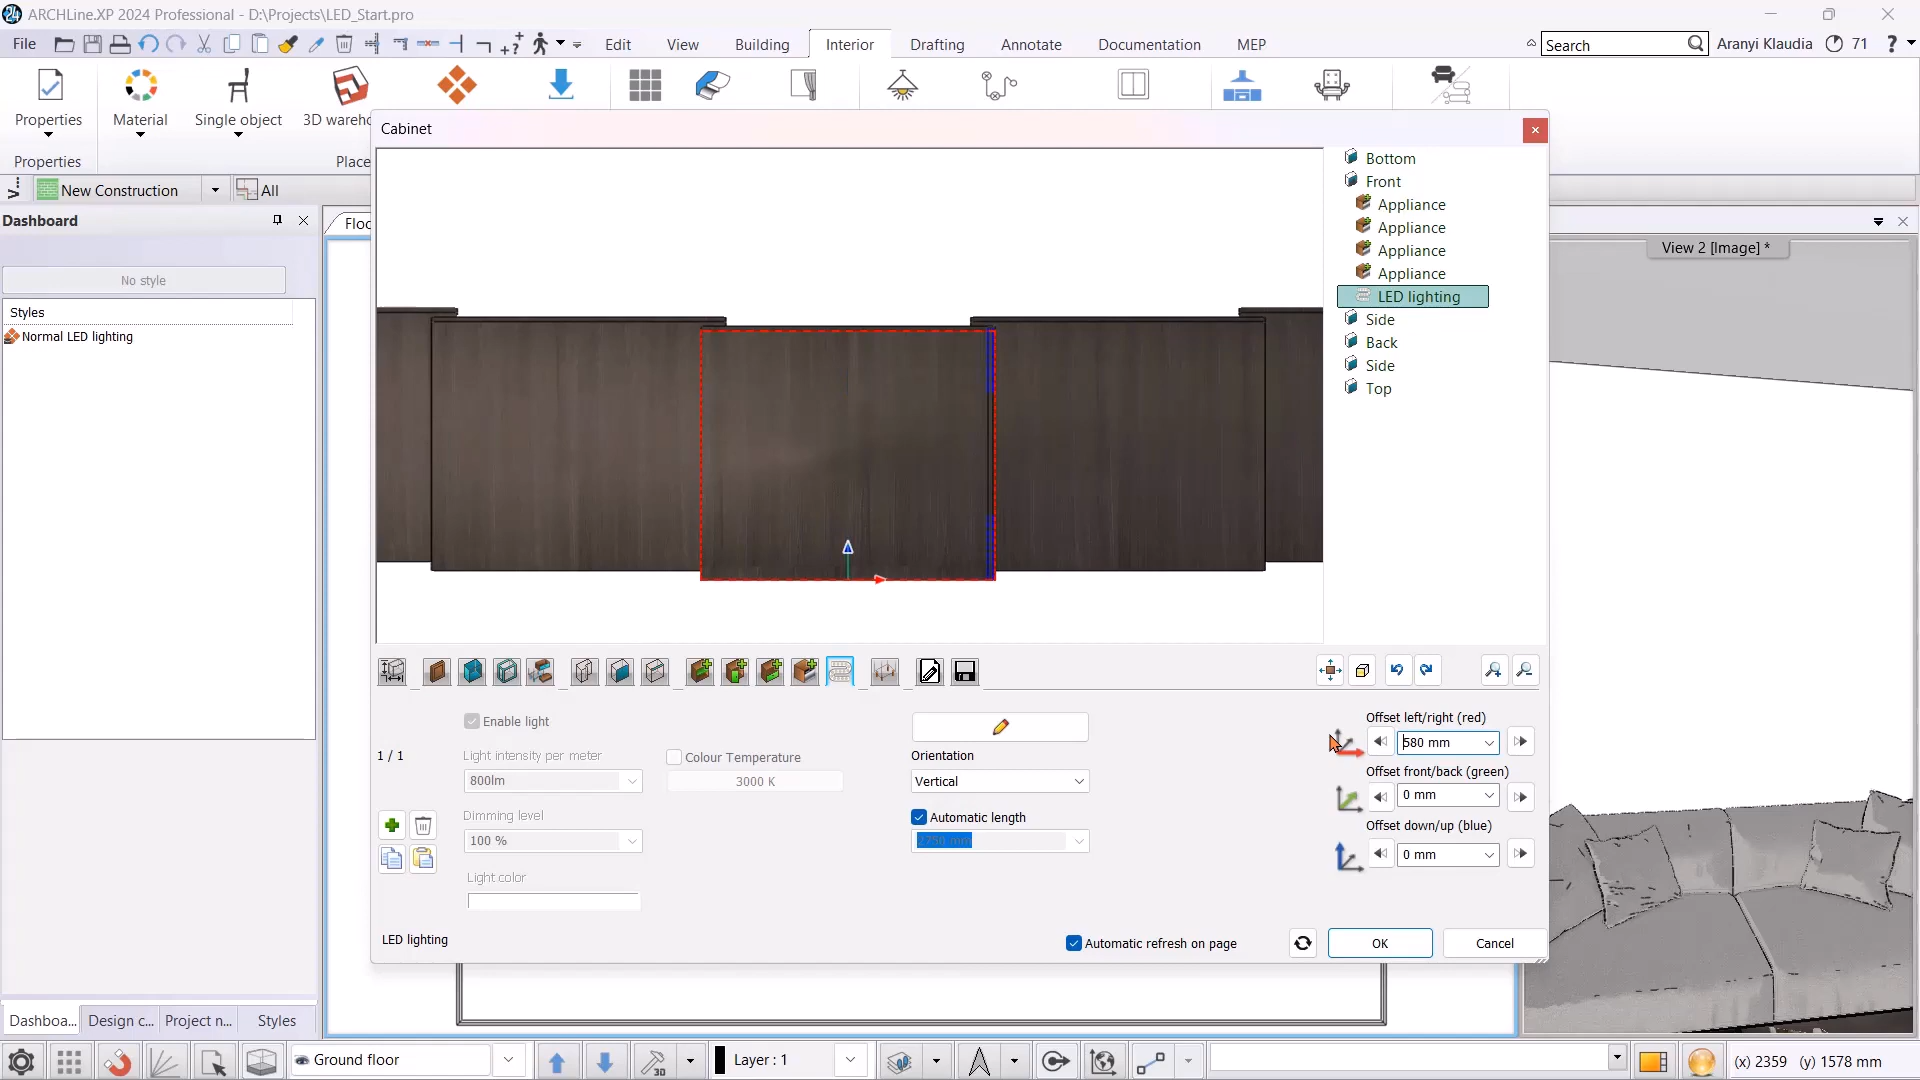 ARCHLine.XP 2024 Professional - D:\Projects\LED_Start.pro
File
Edit
View
Building
Interior
Drafting
Annotate
Documentation
MEP
Search
Aranyi Klaudia
71
?
Properties
Material
Single object
3D wareho
Properties
Place
New Construction
All
Dashboard
Floo
No style
Styles
Normal LED lighting
Cabinet
Bottom
Front
Appliance
Appliance
Appliance
Appliance
LED lighting
Side
Back
Side
Top
View 2 [Image] *
Enable light
1 / 1
Light intensity per meter
800lm
Dimming level
100 %
Light color
Colour Temperature
3000 K
Orientation
Vertical
Automatic length
2750 mm
Offset left/right (red)
580 mm
Offset front/back (green)
0 mm
Offset down/up (blue)
0 mm
LED lighting
Automatic refresh on page
OK
Cancel
Dashboa...
Design c...
Project n...
Styles
Ground floor
3D
Layer : 1
(x) 2359 (y) 1578 mm